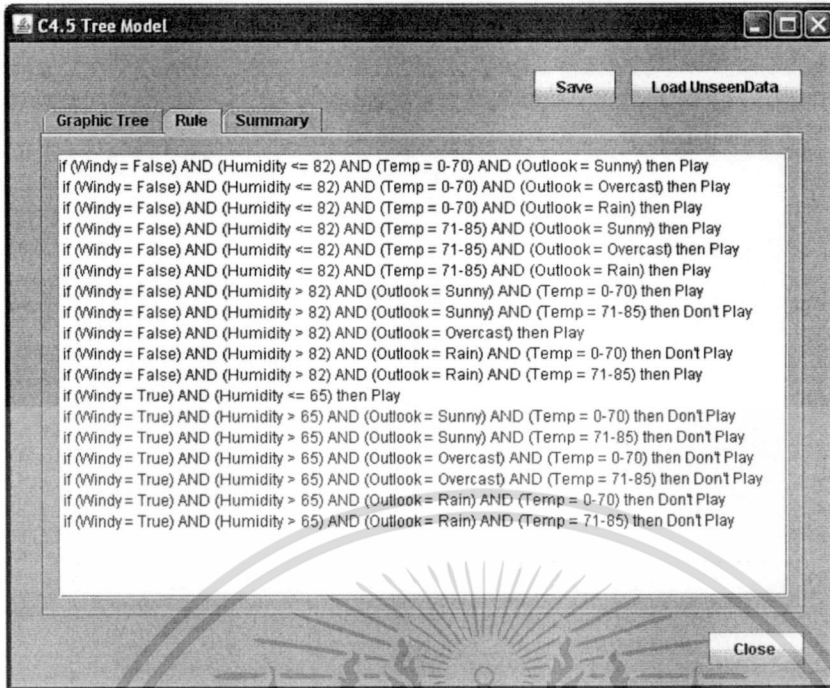 C4.5 Tree Model
Save Load UnseenData
Graphic Tree Rule Summary
if (Windy = False) AND (Humidity <= 82) AND (Temp = 0-70) AND (Outlook = Sunny) then Play
if (Windy = False) AND (Humidity <= 82) AND (Temp = 0-70) AND (Outlook = Overcast) then Play
if (Windy = False) AND (Humidity <= 82) AND (Temp = 0-70) AND (Outlook = Rain) then Play
if (Windy = False) AND (Humidity <= 82) AND (Temp = 71-85) AND (Outlook = Sunny) then Play
if (Windy = False) AND (Humidity <= 82) AND (Temp = 71-85) AND (Outlook = Overcast) then Play
if (Windy = False) AND (Humidity <= 82) AND (Temp = 71-85) AND (Outlook = Rain) then Play
if (Windy = False) AND (Humidity > 82) AND (Outlook = Sunny) AND (Temp = 0-70) then Play
if (Windy = False) AND (Humidity > 82) AND (Outlook = Sunny) AND (Temp = 71-85) then Don't Play
if (Windy = False) AND (Humidity > 82) AND (Outlook = Overcast) then Play
if (Windy = False) AND (Humidity > 82) AND (Outlook = Rain) AND (Temp = 0-70) then Don't Play
if (Windy = False) AND (Humidity > 82) AND (Outlook = Rain) AND (Temp = 71-85) then Play
if (Windy = True) AND (Humidity <= 65) then Play
if (Windy = True) AND (Humidity > 65) AND (Outlook = Sunny) AND (Temp = 0-70) then Don't Play
if (Windy = True) AND (Humidity > 65) AND (Outlook = Sunny) AND (Temp = 71-85) then Don't Play
if (Windy = True) AND (Humidity > 65) AND (Outlook = Overcast) AND (Temp = 0-70) then Don't Play
if (Windy = True) AND (Humidity > 65) AND (Outlook = Overcast) AND (Temp = 71-85) then Don't Play
if (Windy = True) AND (Humidity > 65) AND (Outlook = Rain) AND (Temp = 0-70) then Don't Play
if (Windy = True) AND (Humidity > 65) AND (Outlook = Rain) AND (Temp = 71-85) then Don't Play
Close